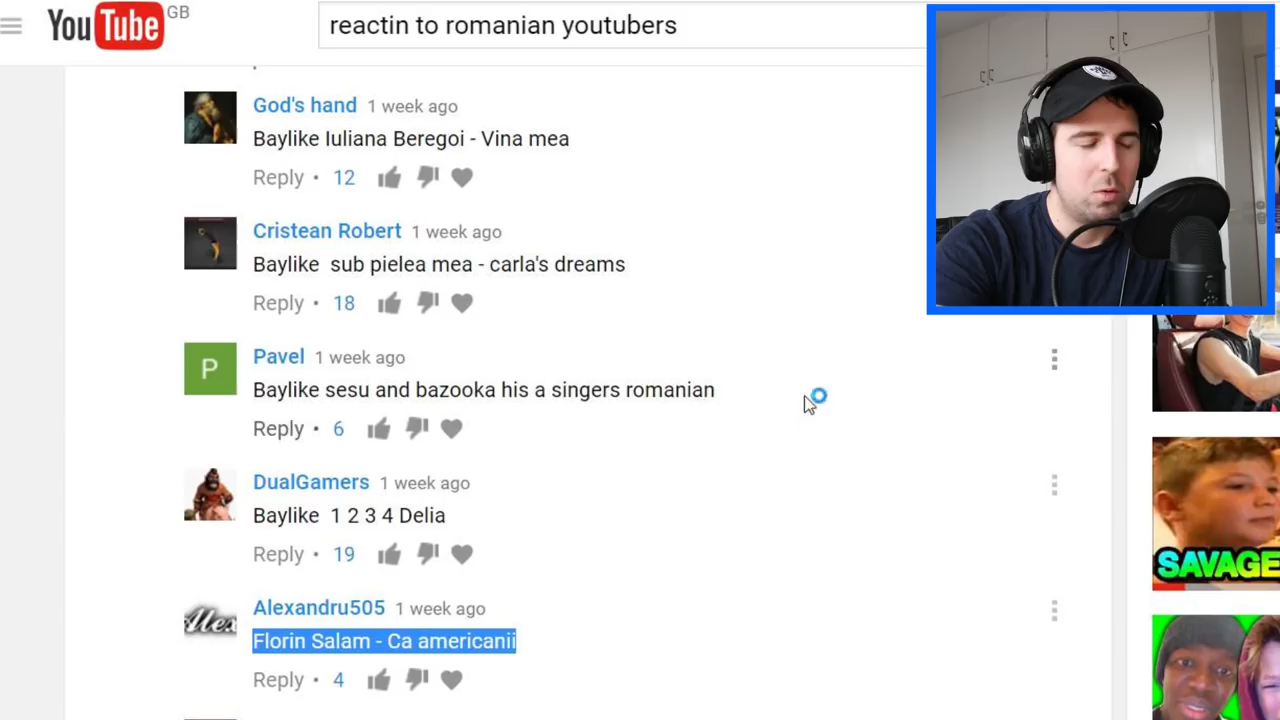 YouTube GB
reactin to romanian youtubers
God's hand 1 week ago
Baylike Iuliana Beregoi - Vina mea
Reply • 12
Cristean Robert 1 week ago
Baylike sub pielea mea - carla's dreams
Reply • 18
P
Pavel 1 week ago
Baylike sesu and bazooka his a singers romanian
Reply • 6
DualGamers 1 week ago
Baylike 1 2 3 4 Delia
Reply • 19
SAVAGE
Alex
Alexandru505 1 week ago
Florin Salam - Ca americanii
Reply • 4